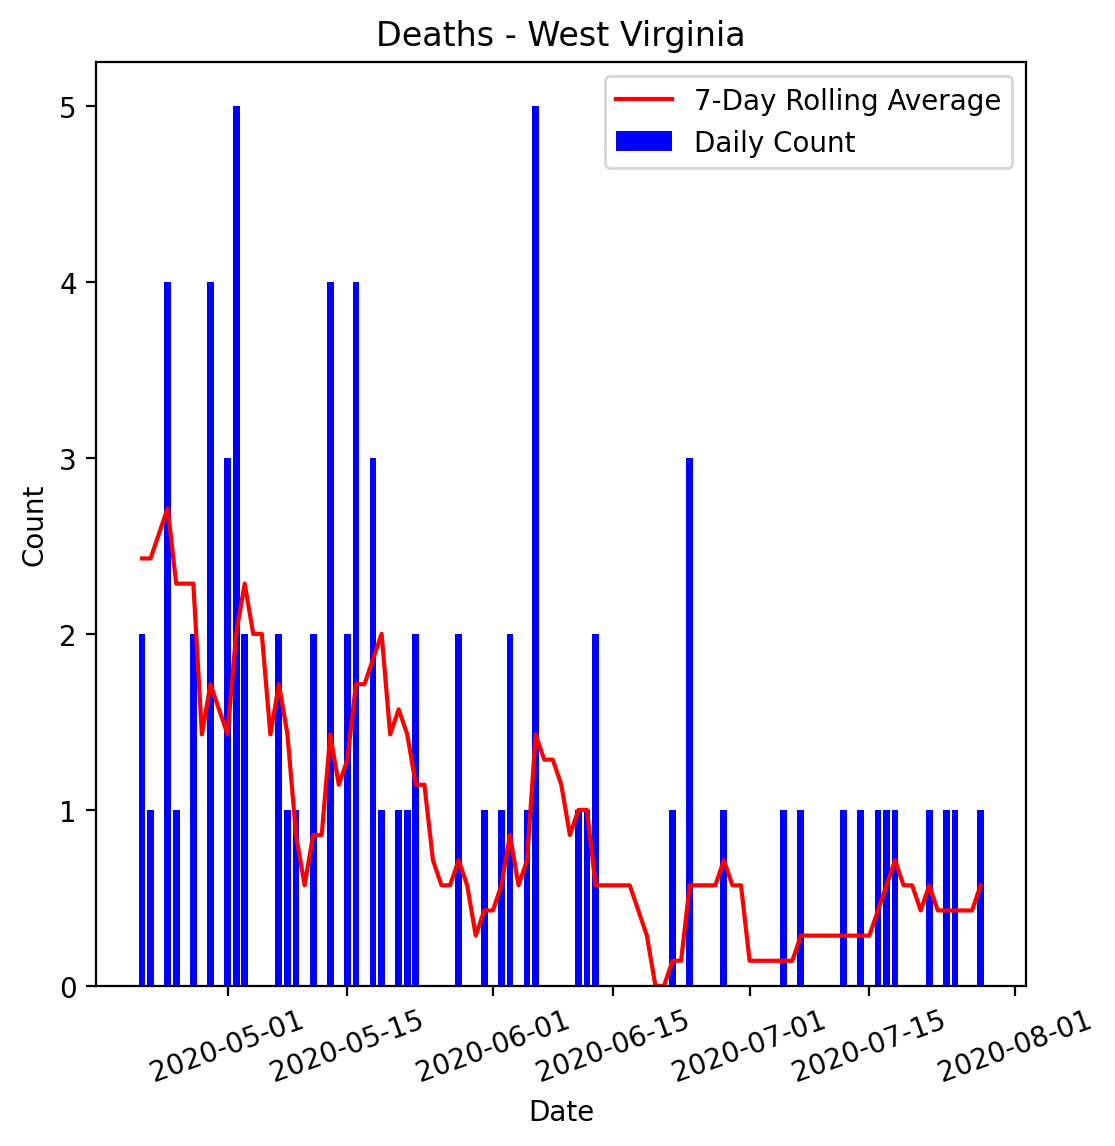 Deaths - West Virginia
7-Day Rolling Average
Daily Count
5
4
3
2
1
0
Count
2020-05-01
2020-05-15
2020-06-01
2020-06-15
2020-07-01
2020-07-15
2020-08-01
Date